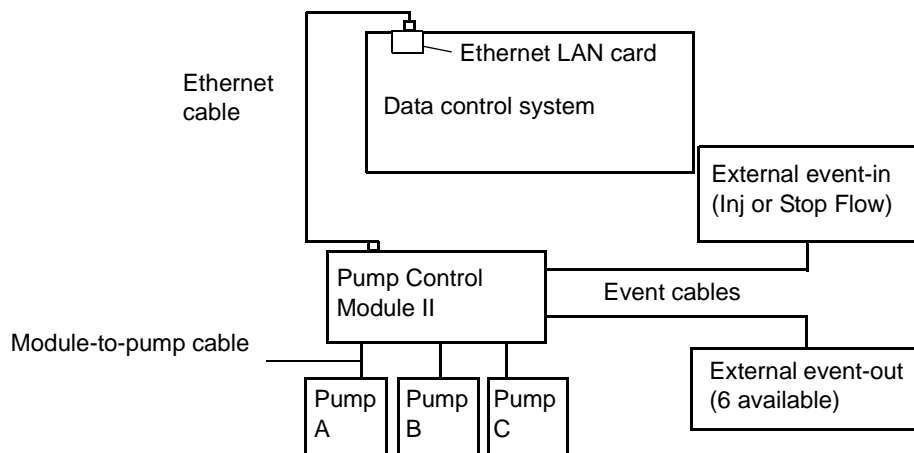 Ethernet LAN card
Ethernet
cable
Data control system
External event-in
(Inj or Stop Flow)
Pump Control
Module II
Event cables
Module-to-pump cable
External event-out
(6 available)
Pump
A
Pump
B
Pump
C